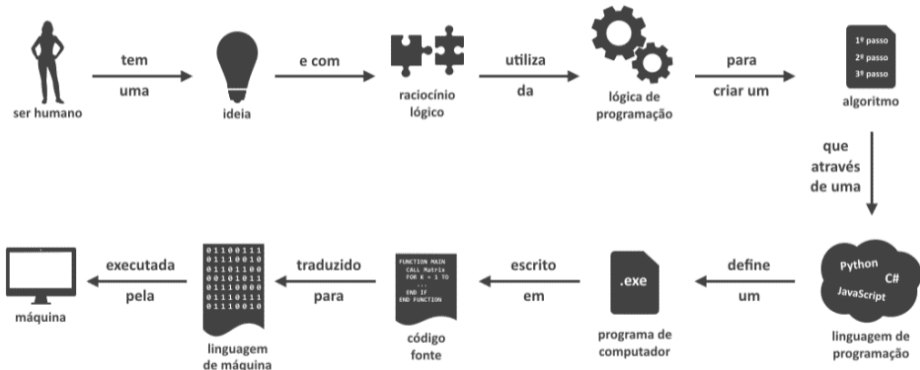 tem
uma
e com
utiliza
da
para
criar um
ser humano
ideia
raciocínio
lógico
lógica de
programação
1º passo
2º passo
3º passo
algoritmo
que
através
de uma
Python
C#
JavaScript
linguagem de
programação
define
um
.exe
programa de
computador
escrito
em
FUNCTION MAIN
CALL Matrix
FOR K = 1 TO
...
END IF
END FUNCTION
código
fonte
traduzido
para
01100111
01110010
01101100
00101011
01110000
01110111
01110010
linguagem
de máquina
executada
pela
máquina